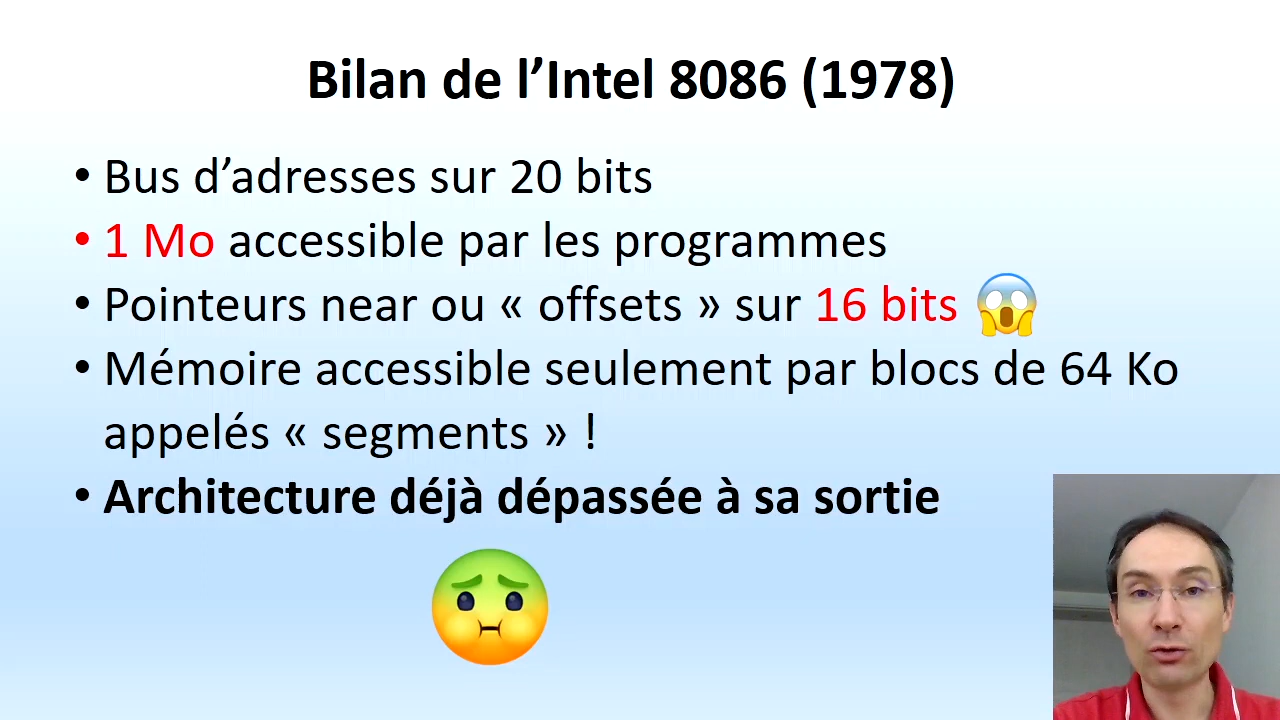 Bilan de l’Intel 8086 (1978)
• Bus d’adresses sur 20 bits
• 1 Mo accessible par les programmes
• Pointeurs near ou « offsets » sur 16 bits 😱
• Mémoire accessible seulement par blocs de 64 Ko
appelés « segments » !
• Architecture déjà dépassée à sa sortie